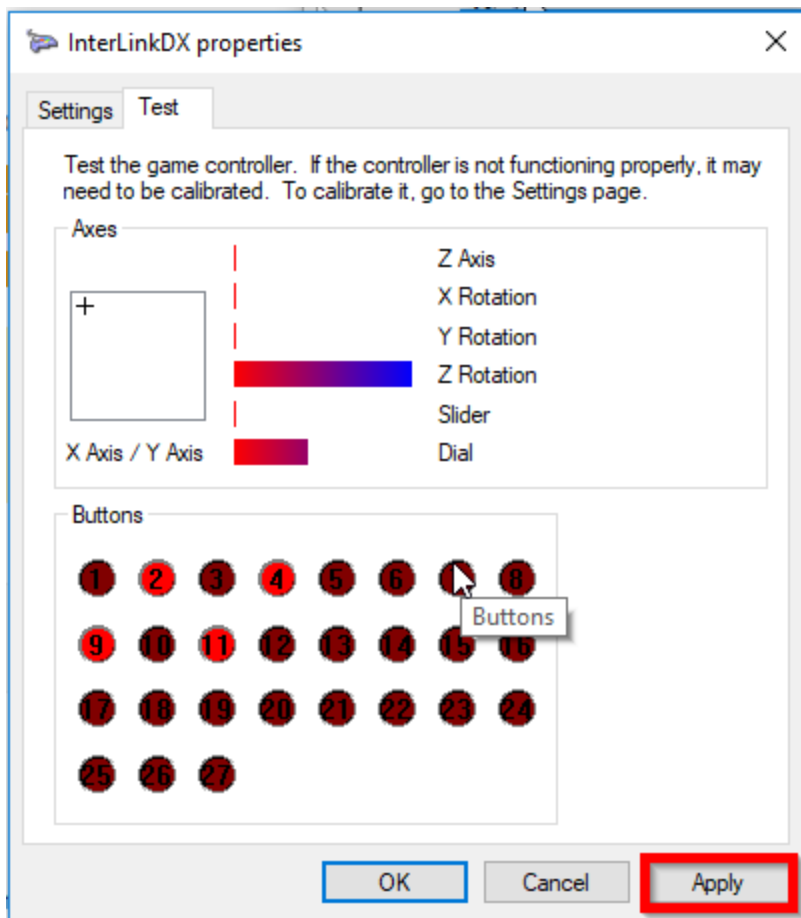 InterLinkDX properties
Settings Test
Test the game controller. If the controller is not functioning properly, it may
need to be calibrated. To calibrate it, go to the Settings page.
Axes
Z Axis
X Rotation
Y Rotation
Z Rotation
Slider
X Axis / Y Axis Dial
Buttons
1 2 3 4 5 6 8
Buttons
9 10 11 12 13 14 15 16
17 18 19 20 21 22 23 24
25 26 27
OK Cancel Apply